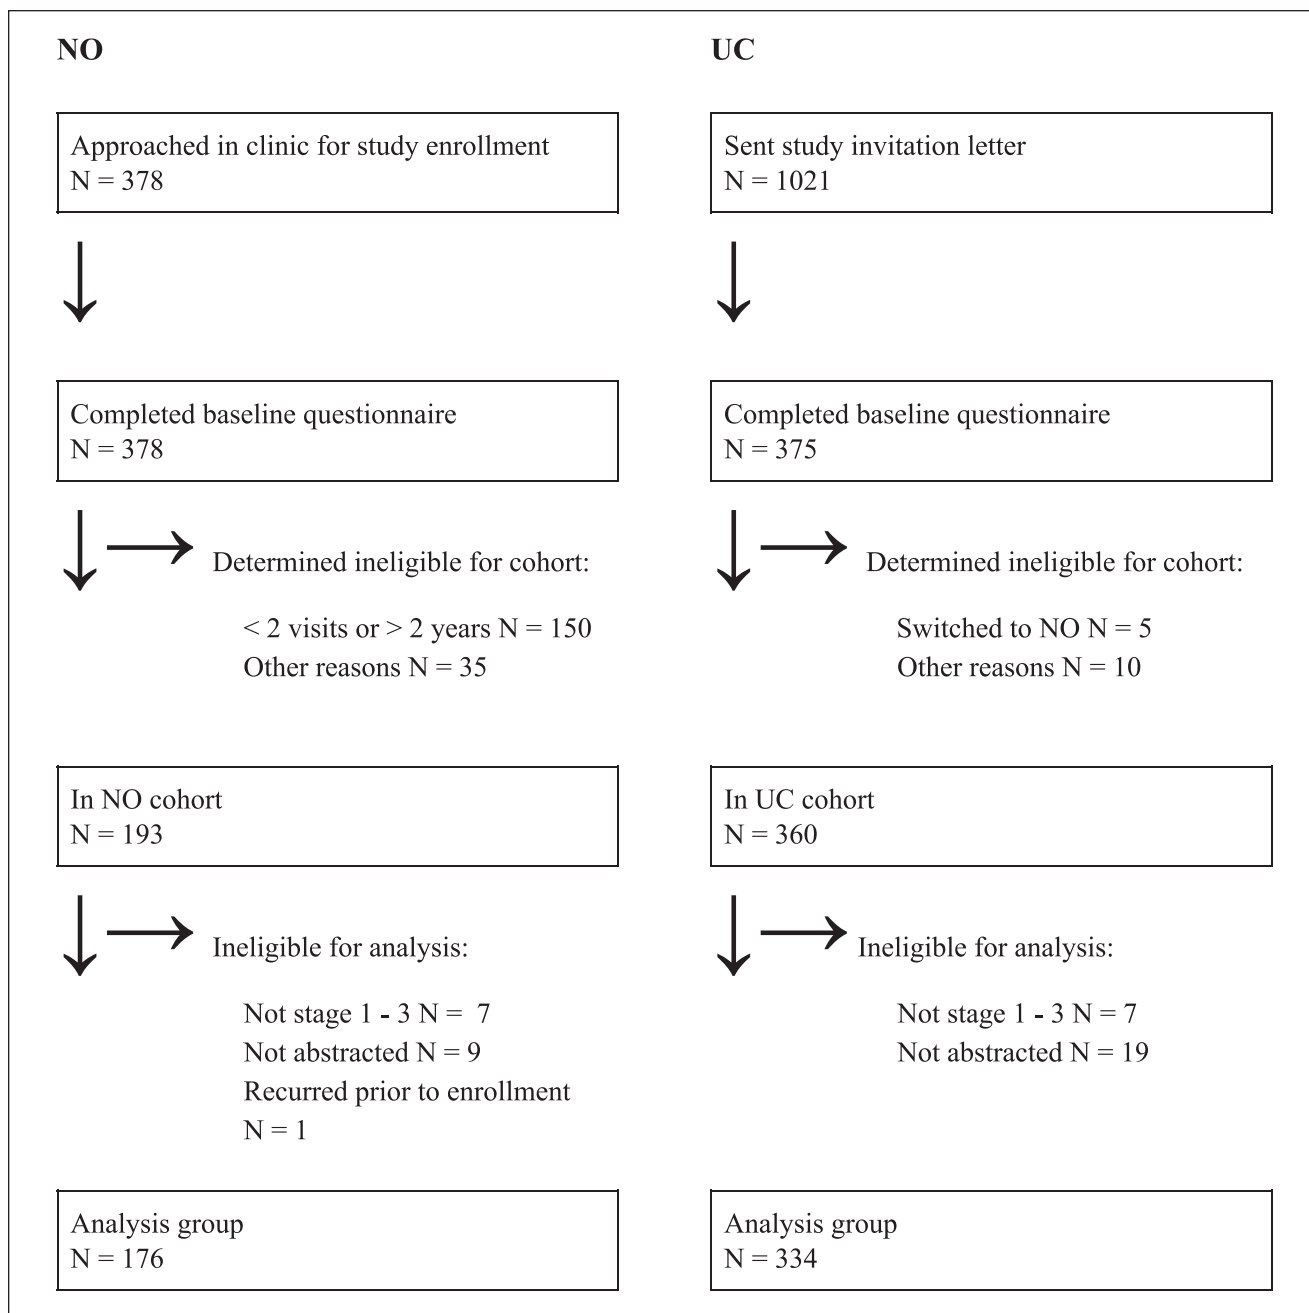 NO
Approached in clinic for study enrollment
N = 378
Completed baseline questionnaire
N = 378
Determined ineligible for cohort:
< 2 visits or > 2 years N = 150
Other reasons N = 35
In NO cohort
N = 193
Ineligible for analysis:
Not stage 1 - 3 N = 7
Not abstracted N = 9
Recurred prior to enrollment
N = 1
Analysis group
N = 176
UC
Sent study invitation letter
N = 1021
Completed baseline questionnaire
N = 375
Determined ineligible for cohort:
Switched to NO N = 5
Other reasons N = 10
In UC cohort
N = 360
Ineligible for analysis:
Not stage 1 - 3 N = 7
Not abstracted N = 19
Analysis group
N = 334